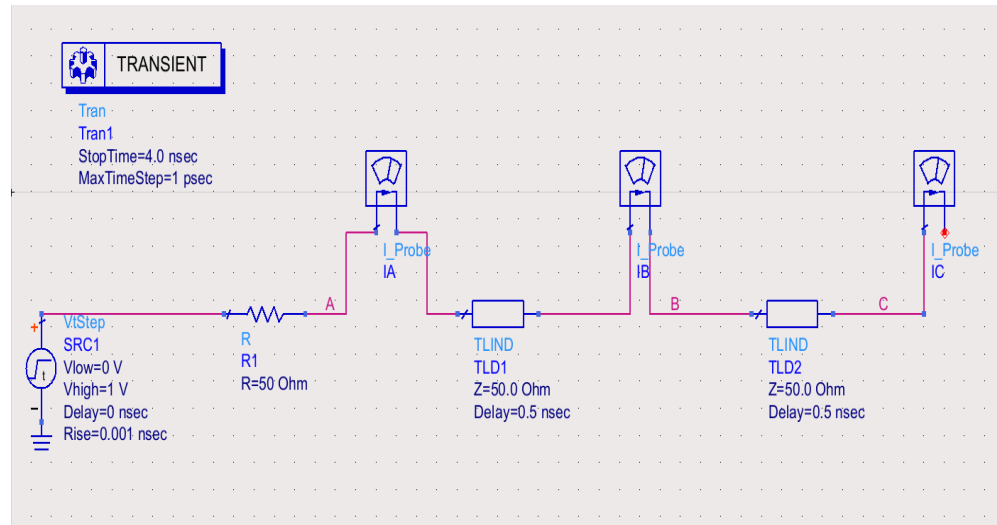 TRANSIENT
Tran
Tran1
StopTime=4.0 nsec
MaxTimeStep=1 psec
I_Probe
IA
I_Probe
IB
I_Probe
IC
A
B
C
+
VtStep
SRC1
Vlow=0 V
Vhigh=1 V
Delay=0 nsec
Rise=0.001 nsec
t
−
R
R1
R=50 Ohm
TLIND
TLD1
Z=50.0 Ohm
Delay=0.5 nsec
TLIND
TLD2
Z=50.0 Ohm
Delay=0.5 nsec